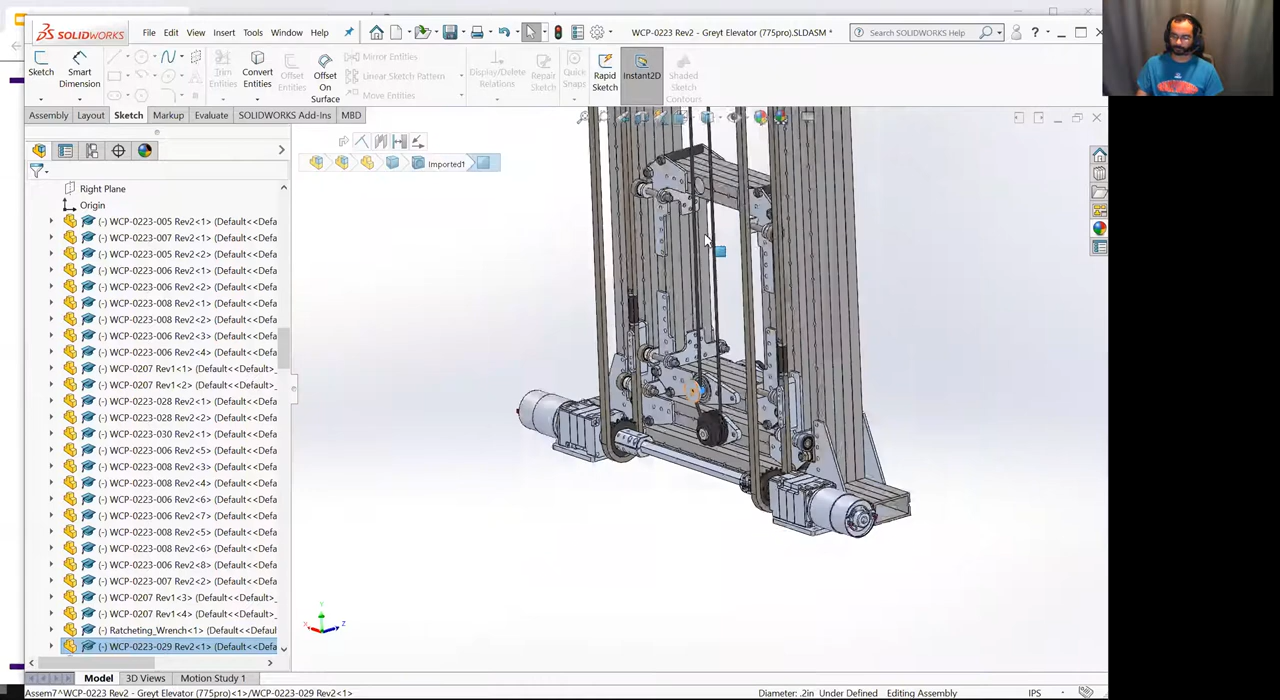 SOLIDWORKS File Edit View Insert Tools Window Help WCP-0223 Rev2 - Greyt Elevator (775pro).SLDASM * Search SOLIDWORKS Help ?
Sketch Smart Dimension Trim Entities Convert Entities Offset Entities Offset On Surface Mirror Entities Linear Sketch Pattern Move Entities Display/Delete Relations Repair Sketch Quick Snaps Rapid Sketch Instant2D Shaded Sketch Contours
Assembly Layout Sketch Markup Evaluate SOLIDWORKS Add-Ins MBD
Imported1
Right Plane
Origin
(-) WCP-0223-005 Rev2<1> (Default<<Defa
(-) WCP-0223-007 Rev2<1> (Default<<Defa
(-) WCP-0223-005 Rev2<2> (Default<<Defa
(-) WCP-0223-006 Rev2<1> (Default<<Defa
(-) WCP-0223-006 Rev2<2> (Default<<Defa
(-) WCP-0223-008 Rev2<1> (Default<<Defa
(-) WCP-0223-008 Rev2<2> (Default<<Defa
(-) WCP-0223-006 Rev2<3> (Default<<Defa
(-) WCP-0223-006 Rev2<4> (Default<<Defa
(-) WCP-0207 Rev1<1> (Default<<Default>_
(-) WCP-0207 Rev1<2> (Default<<Default>_
(-) WCP-0223-028 Rev2<1> (Default<<Defa
(-) WCP-0223-028 Rev2<2> (Default<<Defa
(-) WCP-0223-030 Rev2<1> (Default<<Defa
(-) WCP-0223-006 Rev2<5> (Default<<Defa
(-) WCP-0223-008 Rev2<3> (Default<<Defa
(-) WCP-0223-008 Rev2<4> (Default<<Defa
(-) WCP-0223-006 Rev2<6> (Default<<Defa
(-) WCP-0223-006 Rev2<7> (Default<<Defa
(-) WCP-0223-008 Rev2<5> (Default<<Defa
(-) WCP-0223-008 Rev2<6> (Default<<Defa
(-) WCP-0223-006 Rev2<8> (Default<<Defa
(-) WCP-0223-007 Rev2<2> (Default<<Defa
(-) WCP-0207 Rev1<3> (Default<<Default>_
(-) WCP-0207 Rev1<4> (Default<<Default>_
(-) Ratcheting_Wrench<1> (Default<<Defaul
(-) WCP-0223-029 Rev2<1> (Default<<Defa
Y
X Z
Model 3D Views Motion Study 1
Assem7^WCP-0223 Rev2 - Greyt Elevator (775pro)<1>/WCP-0223-029 Rev2<1> Diameter: .2in Under Defined Editing Assembly IPS